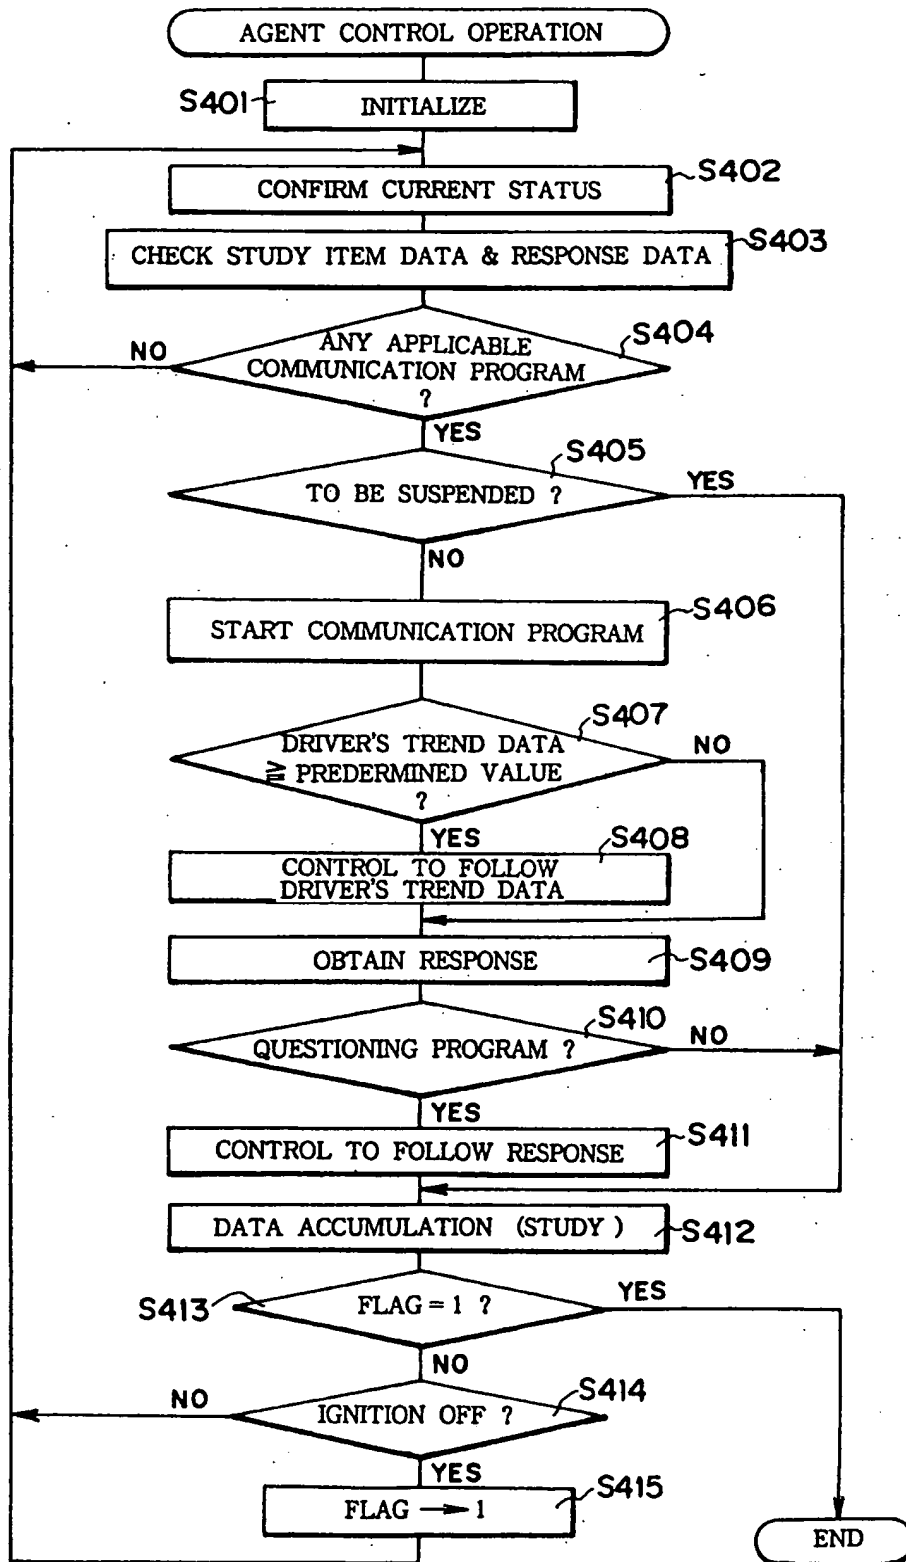 AGENT CONTROL OPERATION
S401
INITIALIZE
CONFIRM CURRENT STATUS
S402
CHECK STUDY ITEM DATA & RESPONSE DATA
S403
NO
ANY APPLICABLE
COMMUNICATION PROGRAM
?
S404
YES
S405
TO BE SUSPENDED ?
YES
NO
START COMMUNICATION PROGRAM
S406
S407
DRIVER'S TREND DATA
≧ PREDERMINED VALUE
?
NO
YES
S408
CONTROL TO FOLLOW
DRIVER'S TREND DATA
OBTAIN RESPONSE
S409
S410
QUESTIONING PROGRAM ?
NO
YES
CONTROL TO FOLLOW RESPONSE
S411
DATA ACCUMULATION (STUDY )
S412
S413
FLAG = 1 ?
YES
NO
NO
IGNITION OFF ?
S414
YES
FLAG → 1
S415
END